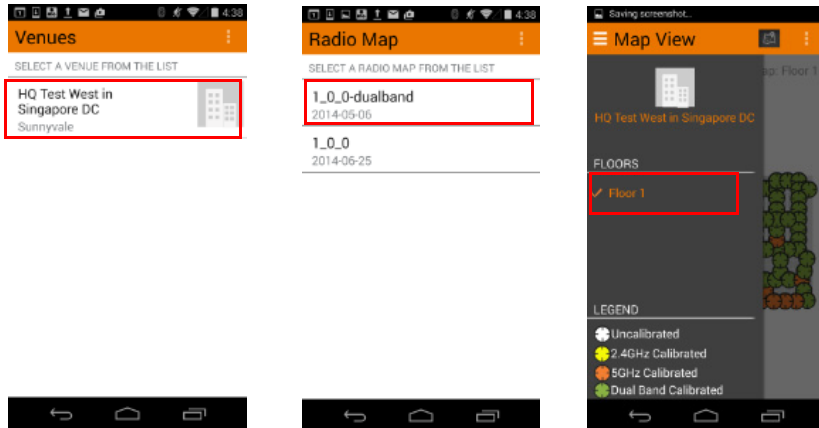 4:38
Venues
SELECT A VENUE FROM THE LIST
HQ Test West in
Singapore DC
Sunnyvale
4:38
Radio Map
SELECT A RADIO MAP FROM THE LIST
1_0_0-dualband
2014-05-06
1_0_0
2014-06-25
Saving screenshot...
Map View
ap: Floor 1
HQ Test West in Singapore DC
FLOORS
Floor 1
LEGEND
Uncalibrated
2.4GHz Calibrated
5GHz Calibrated
Dual Band Calibrated